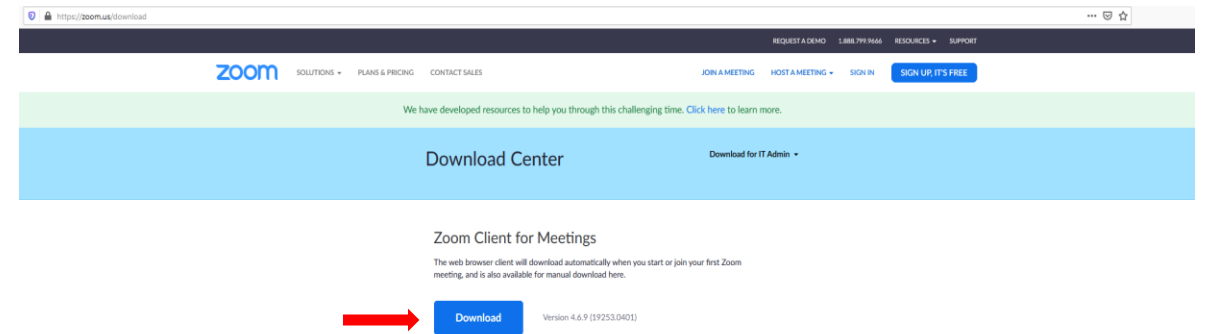 https://zoom.us/download
REQUEST A DEMO 1.888.799.9666 RESOURCES SUPPORT
zoom SOLUTIONS PLANS & PRICING CONTACT SALES JOIN A MEETING HOST A MEETING SIGN IN SIGN UP, IT'S FREE
We have developed resources to help you through this challenging time. Click here to learn more.
Download Center Download for IT Admin
Zoom Client for Meetings
The web browser client will download automatically when you start or join your first Zoom
meeting, and is also available for manual download here.
Download Version 4.6.9 (19253.0401)